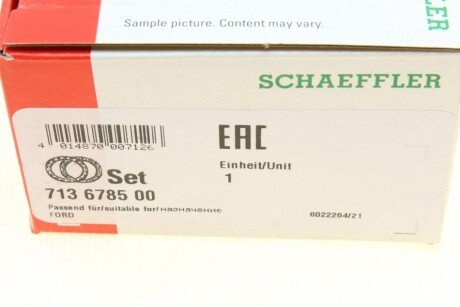 Sample picture. Content may vary.
LER
SCHAEFFLER
4 014870 007126
EAC
Set
Einheit/Unit
1
713 6785 00
Passend für/suitable for/назначение
FORD
6022264/21